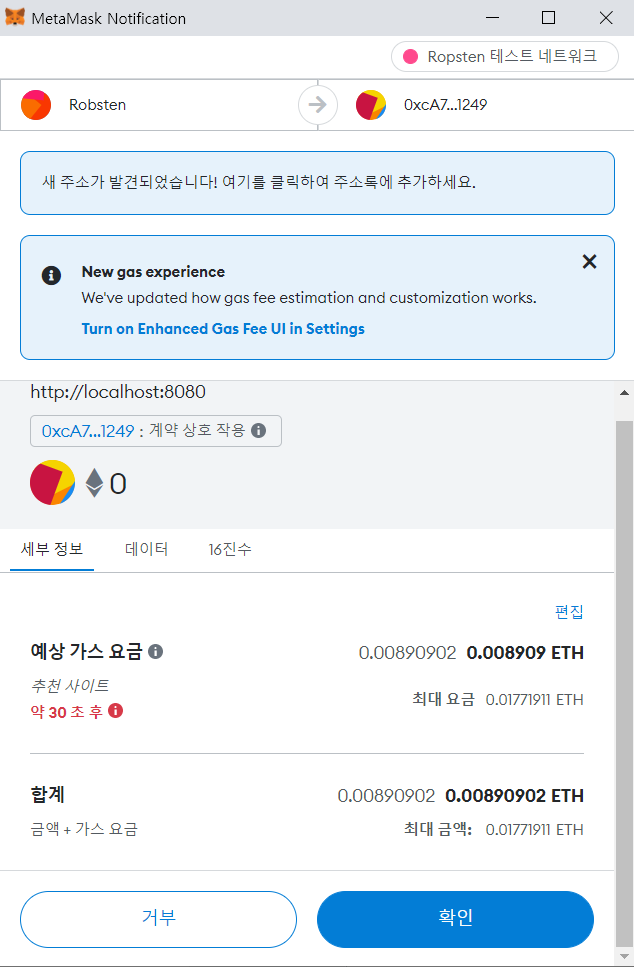 MetaMask Notification
Ropsten 테스트 네트워크
Robsten
0xcA7...1249
새 주소가 발견되었습니다! 여기를 클릭하여 주소록에 추가하세요.
New gas experience
We've updated how gas fee estimation and customization works.
Turn on Enhanced Gas Fee UI in Settings
http://localhost:8080
0xcA7...1249 : 계약 상호 작용
0
세부 정보 데이터 16진수
편집
예상 가스 요금 0.00890902 0.008909 ETH
추천 사이트
최대 요금 0.01771911 ETH
약 30 초 후
합계 0.00890902 0.00890902 ETH
금액 + 가스 요금 최대 금액: 0.01771911 ETH
거부 확인